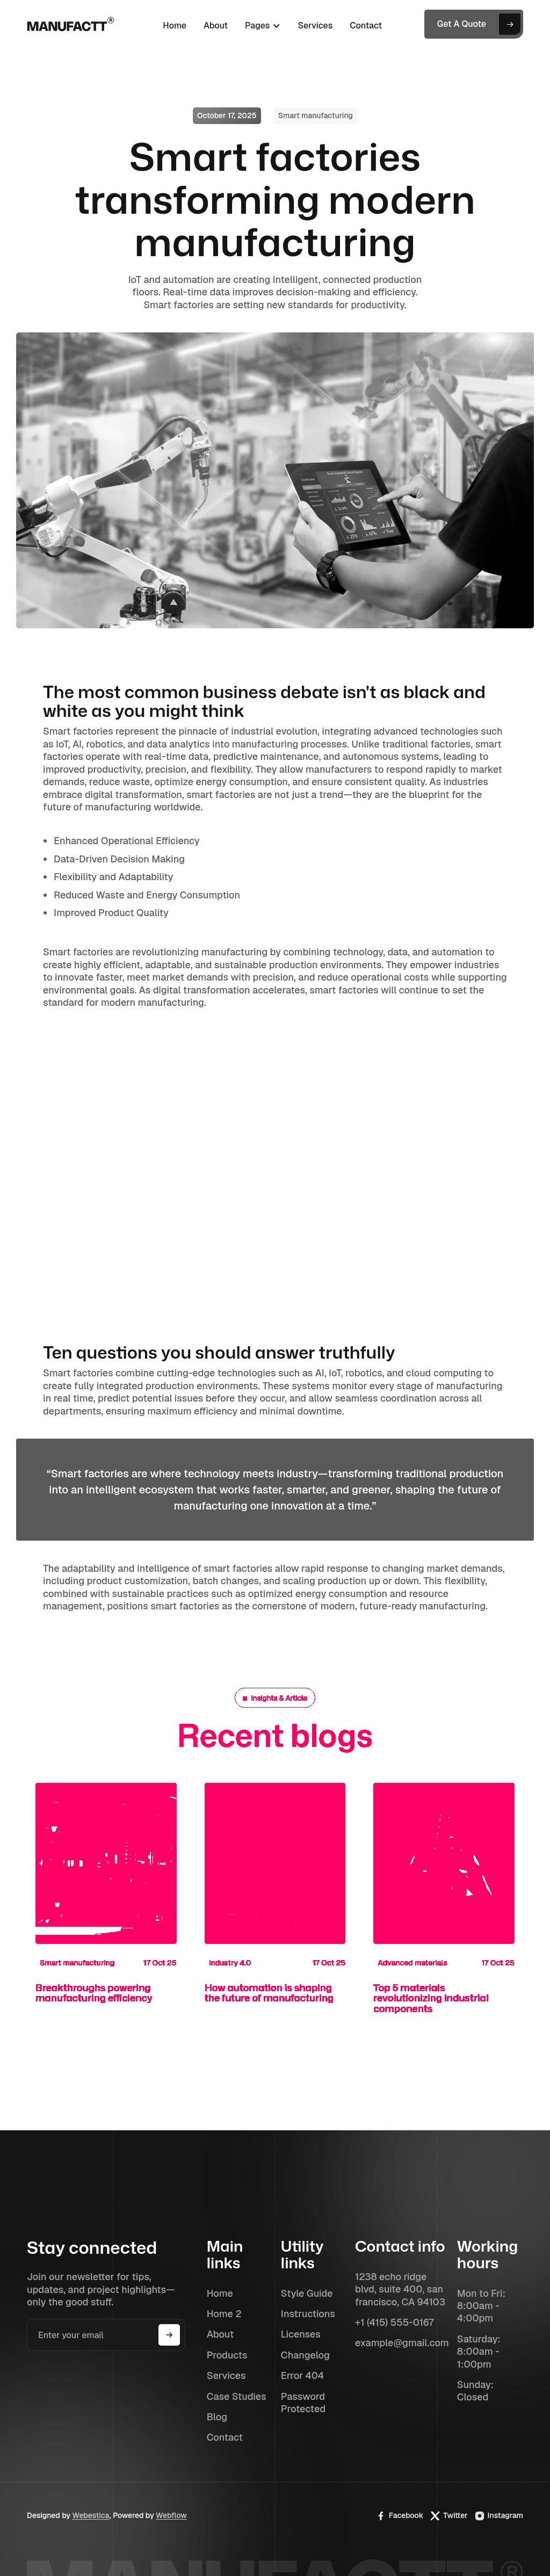 MANUFACTT®
Home
About
Pages
Services
Contact
Get A Quote
October 17, 2025
Smart manufacturing
Smart factories
transforming modern
manufacturing
IoT and automation are creating intelligent, connected production
floors. Real-time data improves decision-making and efficiency.
Smart factories are setting new standards for productivity.
The most common business debate isn't as black and
white as you might think
Smart factories represent the pinnacle of industrial evolution, integrating advanced technologies such
as IoT, AI, robotics, and data analytics into manufacturing processes. Unlike traditional factories, smart
factories operate with real-time data, predictive maintenance, and autonomous systems, leading to
improved productivity, precision, and flexibility. They allow manufacturers to respond rapidly to market
demands, reduce waste, optimize energy consumption, and ensure consistent quality. As industries
embrace digital transformation, smart factories are not just a trend—they are the blueprint for the
future of manufacturing worldwide.
• Enhanced Operational Efficiency
• Data-Driven Decision Making
• Flexibility and Adaptability
• Reduced Waste and Energy Consumption
• Improved Product Quality
Smart factories are revolutionizing manufacturing by combining technology, data, and automation to
create highly efficient, adaptable, and sustainable production environments. They empower industries
to innovate faster, meet market demands with precision, and reduce operational costs while supporting
environmental goals. As digital transformation accelerates, smart factories will continue to set the
standard for modern manufacturing.
Ten questions you should answer truthfully
Smart factories combine cutting-edge technologies such as AI, IoT, robotics, and cloud computing to
create fully integrated production environments. These systems monitor every stage of manufacturing
in real time, predict potential issues before they occur, and allow seamless coordination across all
departments, ensuring maximum efficiency and minimal downtime.
“Smart factories are where technology meets industry—transforming traditional production
into an intelligent ecosystem that works faster, smarter, and greener, shaping the future of
manufacturing one innovation at a time.”
The adaptability and intelligence of smart factories allow rapid response to changing market demands,
including product customization, batch changes, and scaling production up or down. This flexibility,
combined with sustainable practices such as optimized energy consumption and resource
management, positions smart factories as the cornerstone of modern, future-ready manufacturing.
Insights & Article
Recent blogs
Smart manufacturing
17 Oct 25
Breakthroughs powering
manufacturing efficiency
Industry 4.0
17 Oct 25
How automation is shaping
the future of manufacturing
Advanced materials
17 Oct 25
Top 5 materials
revolutionizing industrial
components
Stay connected
Join our newsletter for tips,
updates, and project highlights—
only the good stuff.
Enter your email
Main
links
Home
Home 2
About
Products
Services
Case Studies
Blog
Contact
Utility
links
Style Guide
Instructions
Licenses
Changelog
Error 404
Password
Protected
Contact info
1238 echo ridge
blvd, suite 400, san
francisco, CA 94103
+1 (415) 555-0167
example@gmail.com
Working
hours
Mon to Fri:
8:00am -
4:00pm
Saturday:
8:00am -
1:00pm
Sunday:
Closed
Designed by Webestica, Powered by Webflow
Facebook
Twitter
Instagram
MANUFACTT®